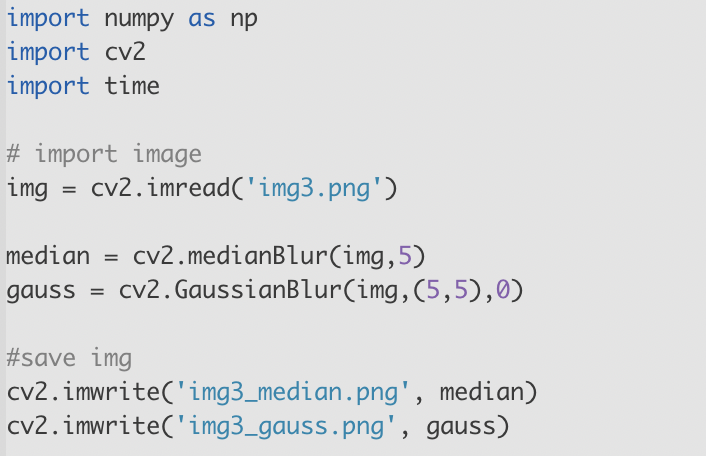 import numpy as np
import cv2
import time
# import image
img = cv2.imread('img3.png')
median = cv2.medianBlur(img,5)
gauss = cv2.GaussianBlur(img,(5,5),0)
#save img
cv2.imwrite('img3_median.png', median)
cv2.imwrite('img3_gauss.png', gauss)